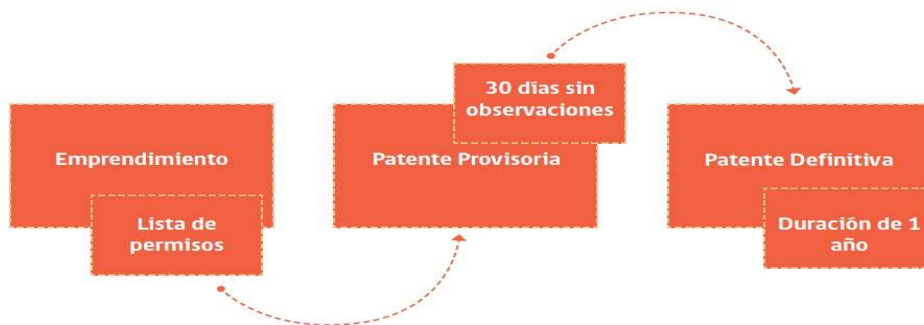 Emprendimiento
Lista de
permisos
Patente Provisoria
30 días sin
observaciones
Patente Definitiva
Duración de 1
año